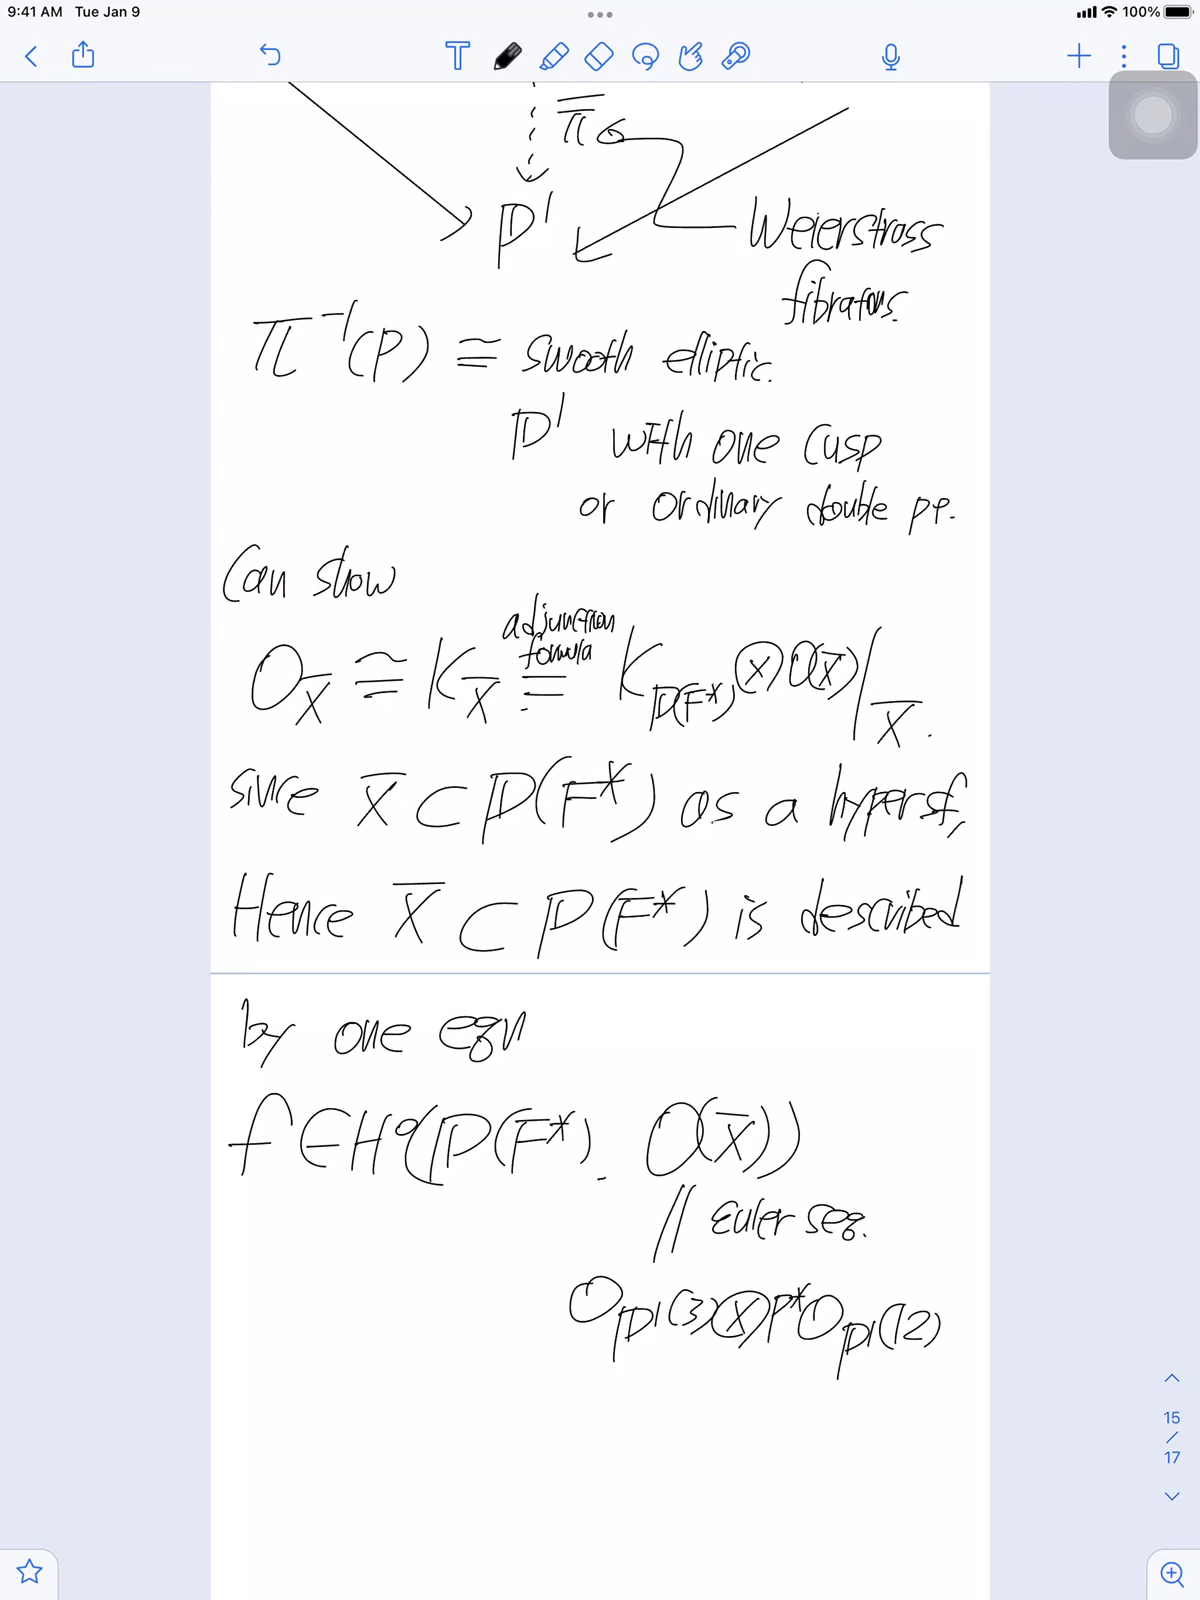 9:41 AM Tue Jan 9
100%
π̅6
P¹
Weierstrass
fibrations.
π⁻¹(p) ≅ smooth elliptic.
P¹ with one cusp
or ordinary double pt.
Can show
adjunction
formula
O_X̅ ≅ K_X̅ ≅ K_P(F*) ⊗ O(X̅)|_X̅.
since X̅ ⊂ P(F*) as a hypersf,
Hence X̅ ⊂ P(F*) is described
by one eqn
f ∈ H⁰(P(F*). O(X̅))
|| Euler seq.
O_P¹(3) ⊗ p*O_P¹(12)
15
/
17